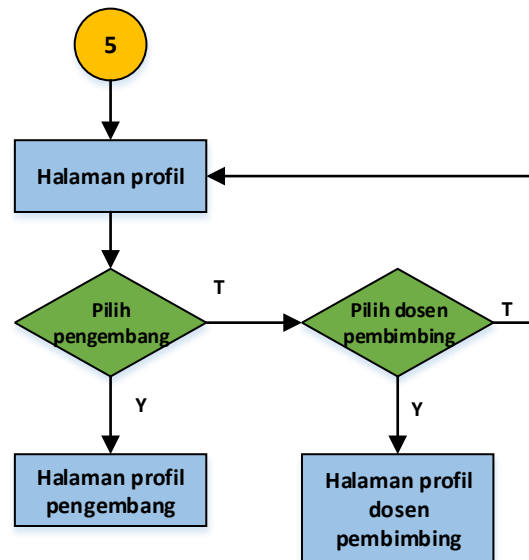 5
Halaman profil
Pilih
pengembang
T
Pilih dosen
pembimbing
T
Y
Y
Halaman profil
pengembang
Halaman profil
dosen
pembimbing